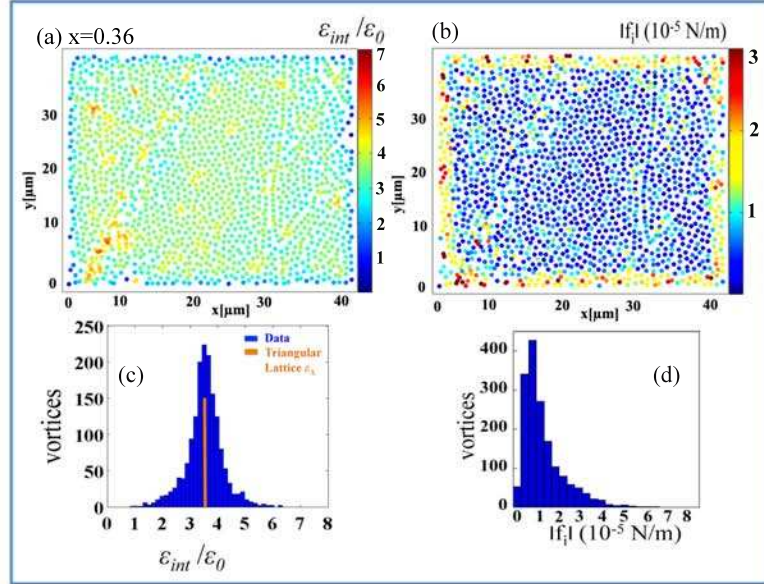 (a) x=0.36
ε_int /ε_0
7
6
5
4
3
2
1
30
20
10
0
y[μm]
0 10 20 30 40
x[μm]
(b)
|f_i| (10^-5 N/m)
3
2
1
30
20
10
0
y[μm]
0 10 20 30 40
x[μm]
(c)
250
200
150
100
50
0
vortices
Data
Triangular
Lattice ε_Δ
0 1 2 3 4 5 6 7 8
ε_int /ε_0
(d)
400
300
200
100
0
vortices
0 1 2 3 4 5 6 7 8
|f_i| (10^-5 N/m)